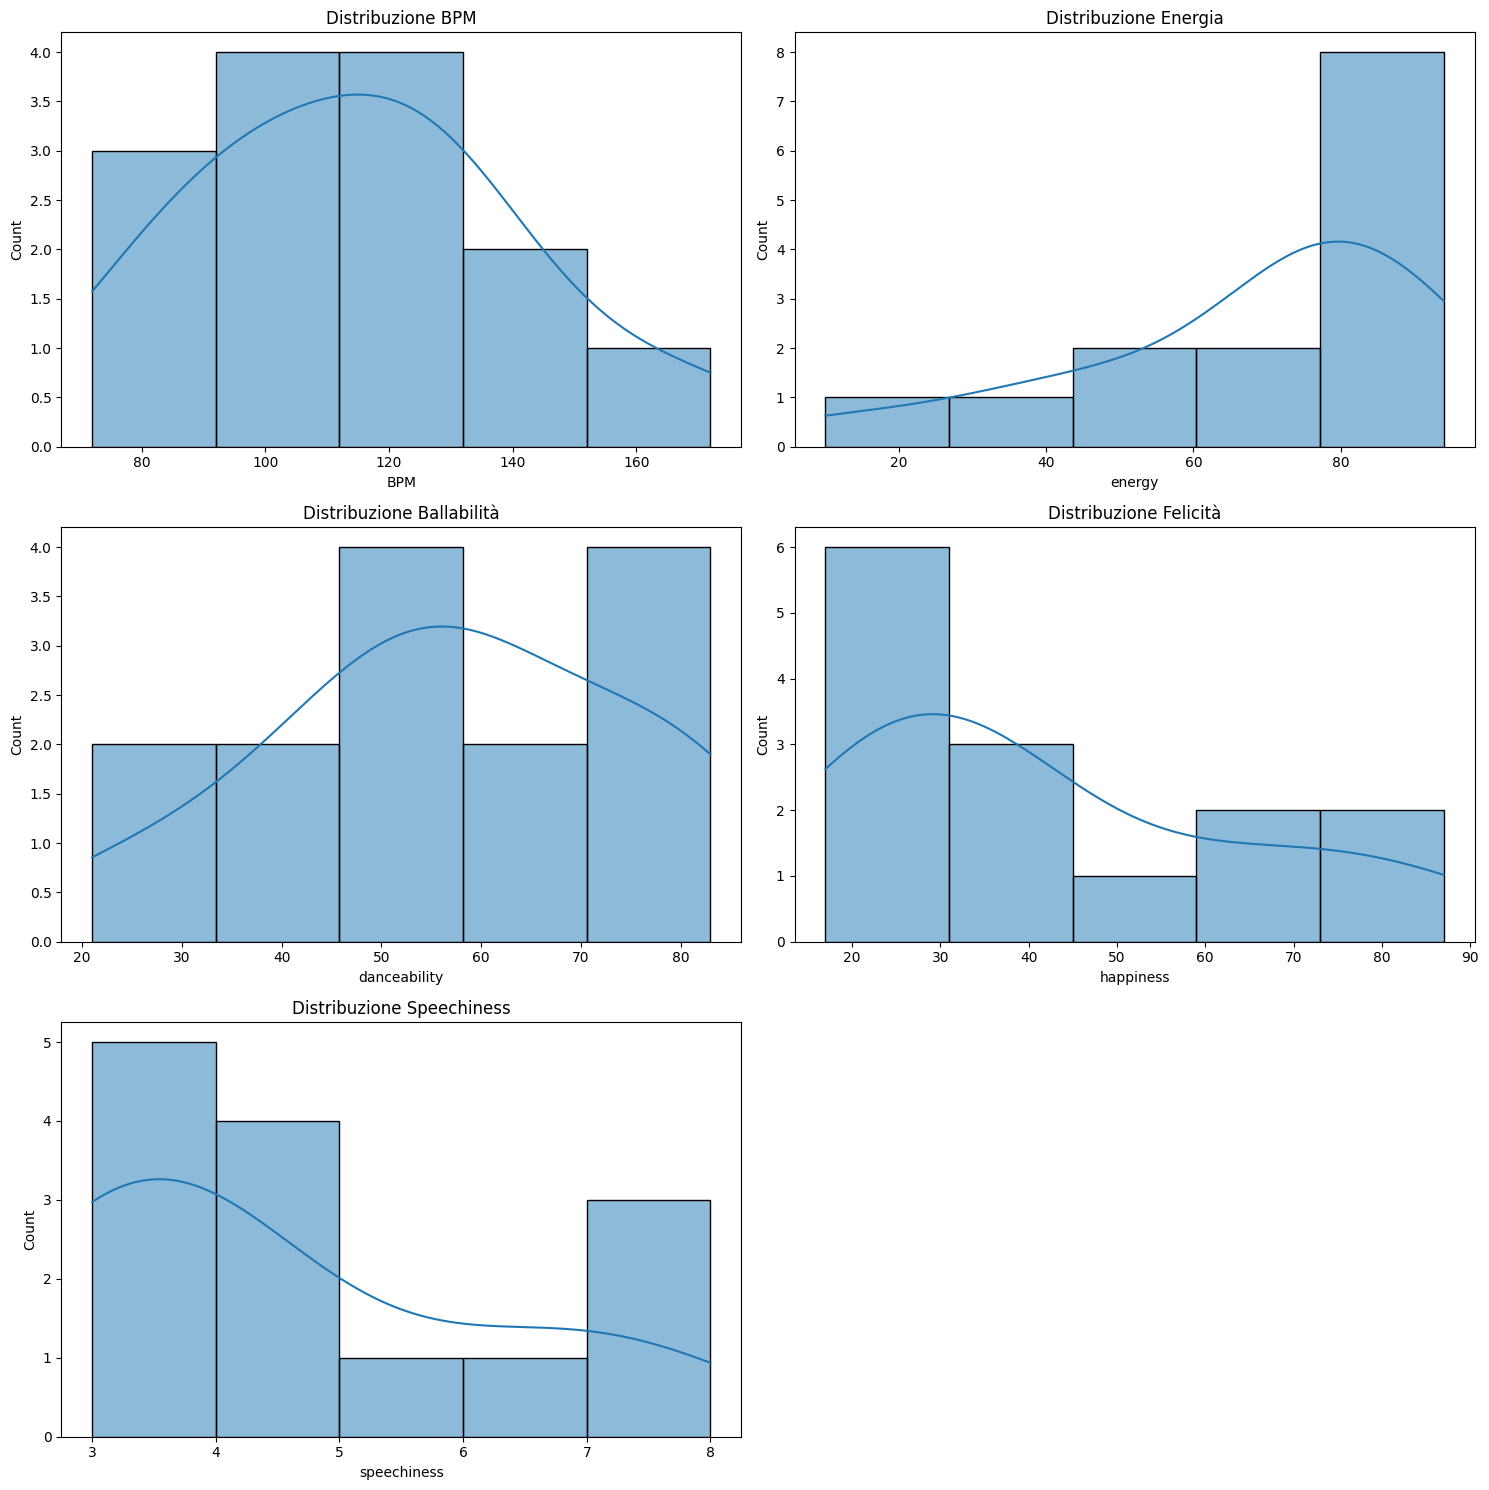 Distribuzione BPM
4.0
3.5
3.0
2.5
2.0
1.5
1.0
0.5
0.0
Count
80 100 120 140 160
BPM
Distribuzione Energia
8
7
6
5
4
3
2
1
0
Count
20 40 60 80
energy
Distribuzione Ballabilità
4.0
3.5
3.0
2.5
2.0
1.5
1.0
0.5
0.0
Count
20 30 40 50 60 70 80
danceability
Distribuzione Felicità
6
5
4
3
2
1
0
Count
20 30 40 50 60 70 80 90
happiness
Distribuzione Speechiness
5
4
3
2
1
0
Count
3 4 5 6 7 8
speechiness